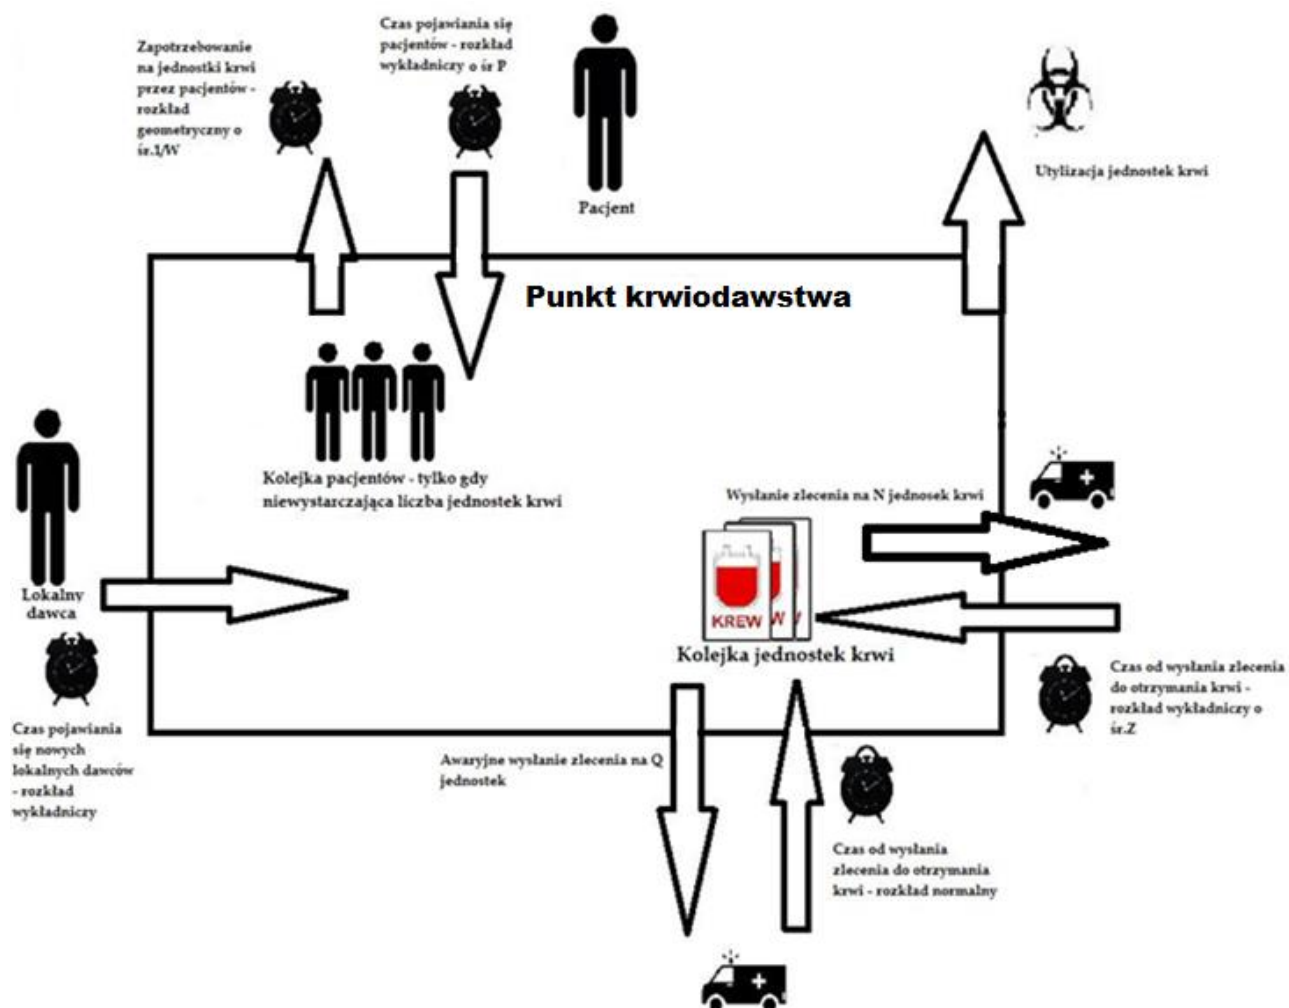 Zapotrzebowanie
na jednostki krwi
przez pacjentów -
rozkład
geometryczny o
śr.1/W
Czas pojawiania się
pacjentów - rozkład
wykładniczy o śr P
Pacjent
Utylizacja jednostek krwi
Punkt krwiodawstwa
Kolejka pacjentów - tylko gdy
niewystarczająca liczba jednostek krwi
Wysłanie zlecenia na N jednosek krwi
Lokalny
dawca
KREW
W
Kolejka jednostek krwi
Czas od wysłania zlecenia
do otrzymania krwi -
rozkład wykładniczy o
śr.Z
Czas pojawiania
się nowych
lokalnych dawców
- rozkład
wykładniczy
Awaryjne wysłanie zlecenia na Q
jednostek
Czas od wysłania
zlecenia do otrzymania
krwi - rozkład normalny